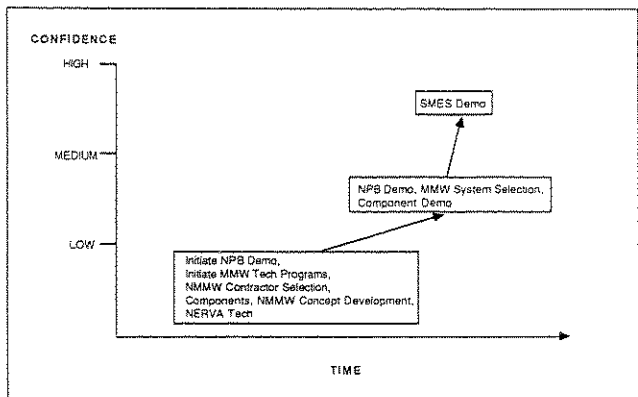 CONFIDENCE
HIGH
SMES Demo
MEDIUM
NPB Demo, MMW System Selection,
Component Demo
LOW
Initiate NPB Demo,
Initiate MMW Tech Programs,
NMMW Contractor Selection,
Components, NMMW Concept Development,
NERVA Tech
TIME